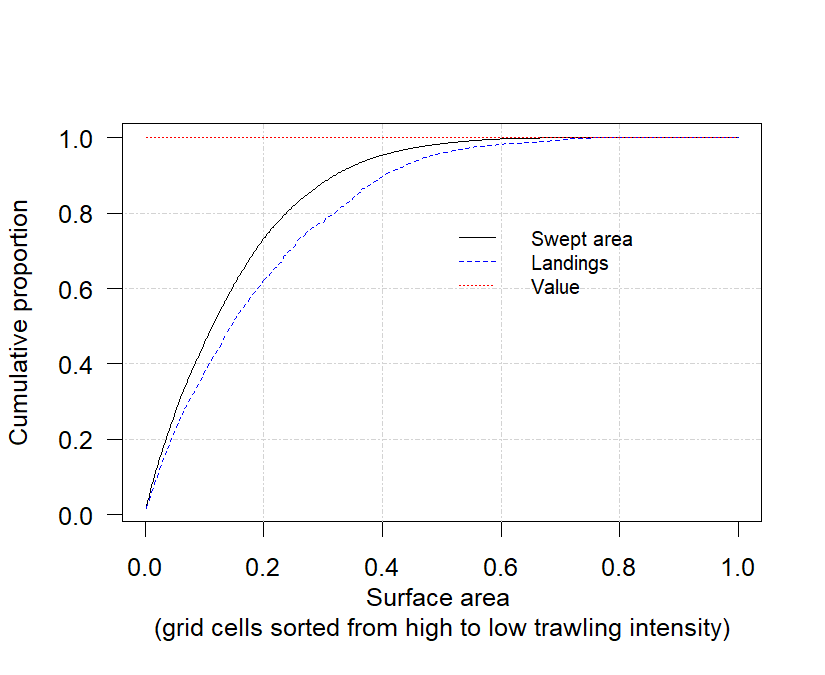 Cumulative proportion
1.0
0.8
0.6
0.4
0.2
0.0
Swept area
Landings
Value
0.0 0.2 0.4 0.6 0.8 1.0
Surface area
(grid cells sorted from high to low trawling intensity)